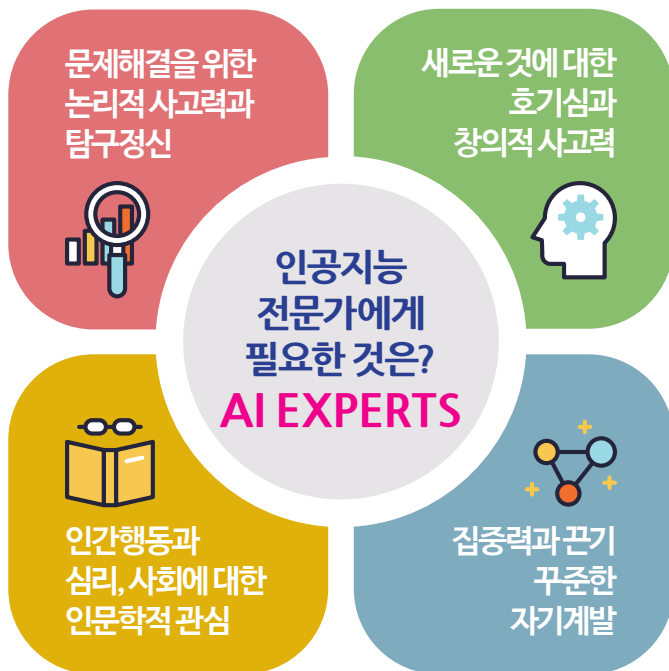 문제해결을 위한
논리적 사고력과
탐구정신
새로운 것에 대한
호기심과
창의적 사고력
인공지능
전문가에게
필요한 것은?
AI EXPERTS
인간행동과
심리, 사회에 대한
인문학적 관심
집중력과 끈기
꾸준한
자기계발